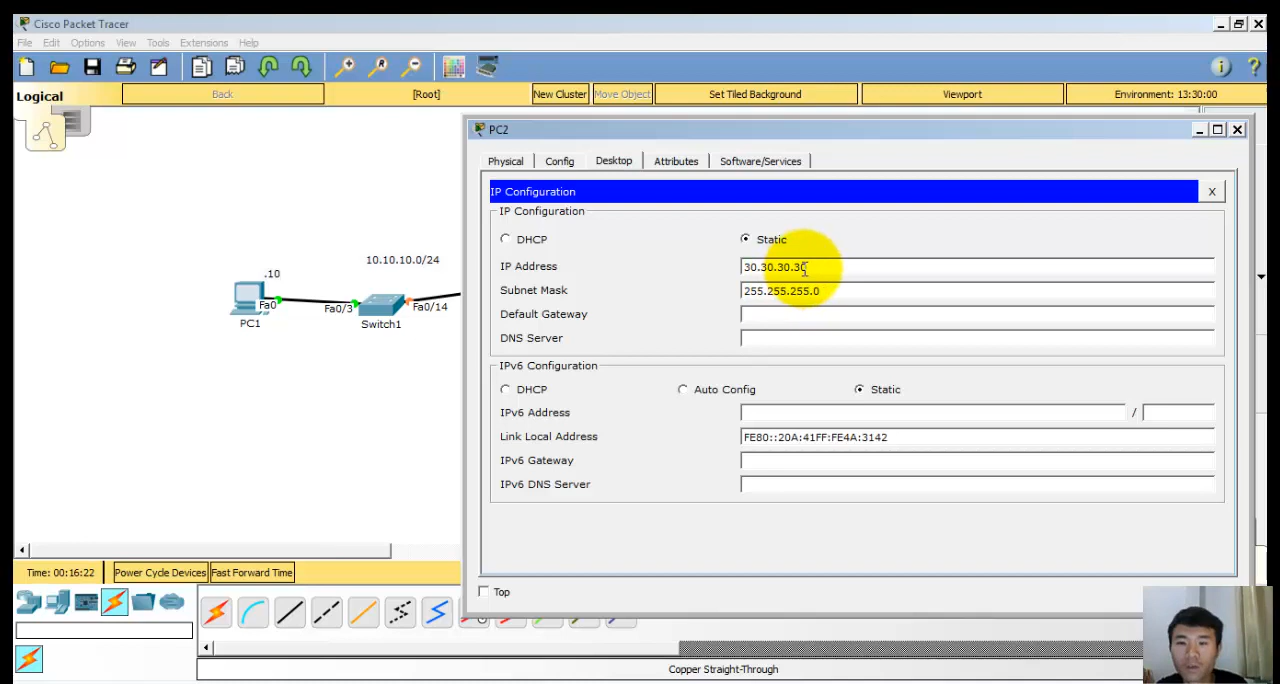 Cisco Packet Tracer
File Edit Options View Tools Extensions Help
Logical
Back
[Root]
New Cluster
Move Object
Set Tiled Background
Viewport
Environment: 13:30:00
PC2
Physical
Config
Desktop
Attributes
Software/Services
IP Configuration
X
IP Configuration
DHCP
Static
IP Address
30.30.30.30
Subnet Mask
255.255.255.0
Default Gateway
DNS Server
IPv6 Configuration
DHCP
Auto Config
Static
IPv6 Address
/
Link Local Address
FE80::20A:41FF:FE4A:3142
IPv6 Gateway
IPv6 DNS Server
Top
10.10.10.0/24
.10
Fa0
Fa0/3
Fa0/14
PC1
Switch1
Time: 00:16:22
Power Cycle Devices
Fast Forward Time
Copper Straight-Through